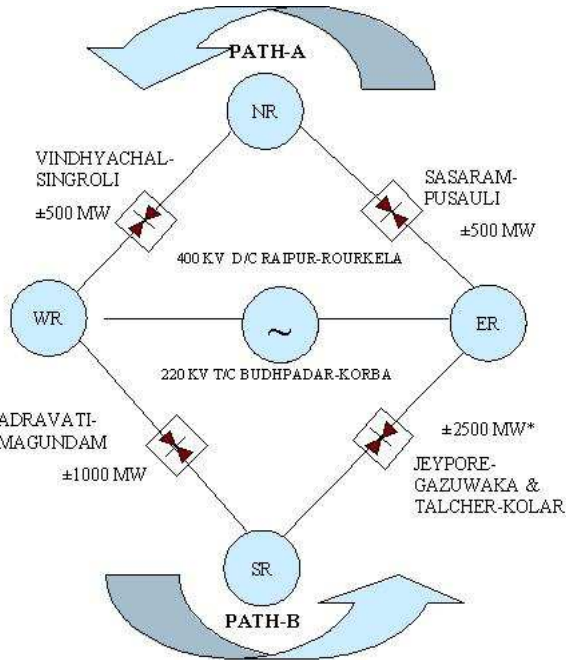 PATH-A
NR
VINDHYACHAL-
SINGROLI
±500 MW
SASARAM-
PUSAULI
±500 MW
400 KV D/C RAIPUR-ROURKELA
WR
~
ER
220 KV T/C BUDHPADAR-KORBA
ADRAVATI-
MAGUNDAM
±1000 MW
±2500 MW*
JEYPORE-
GAZUWAKA &
TALCHER-KOLAR
SR
PATH-B